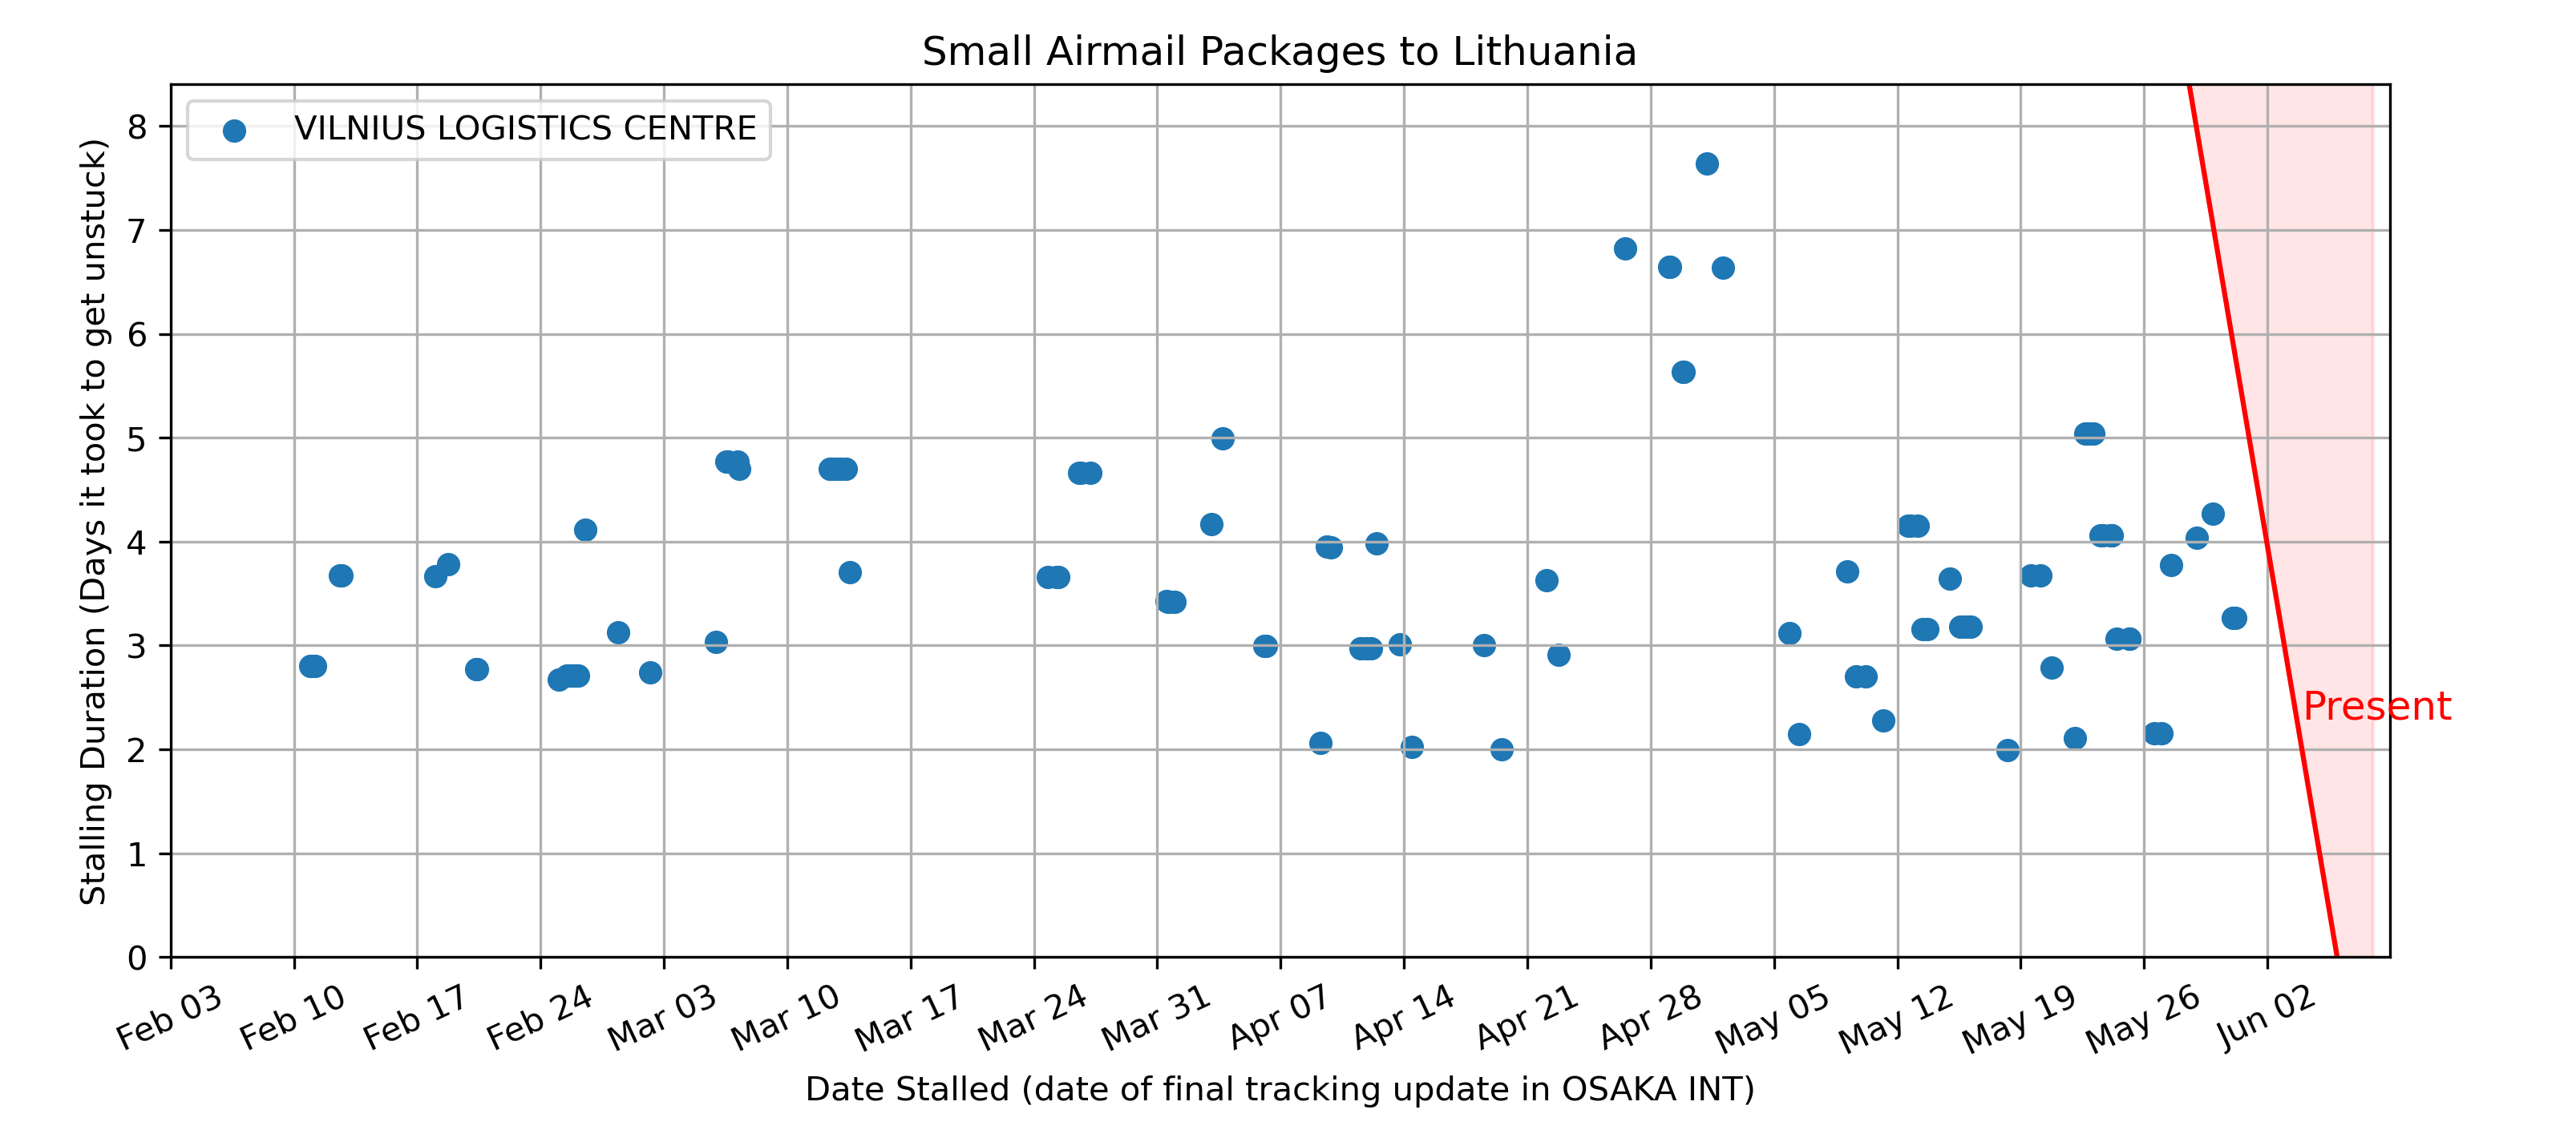 Small Airmail Packages to Lithuania
VILNIUS LOGISTICS CENTRE
Stalling Duration (Days it took to get unstuck)
8
7
6
5
4
3
2
1
0
Present
Feb 03
Feb 10
Feb 17
Feb 24
Mar 03
Mar 10
Mar 17
Mar 24
Mar 31
Apr 07
Apr 14
Apr 21
Apr 28
May 05
May 12
May 19
May 26
Jun 02
Date Stalled (date of final tracking update in OSAKA INT)